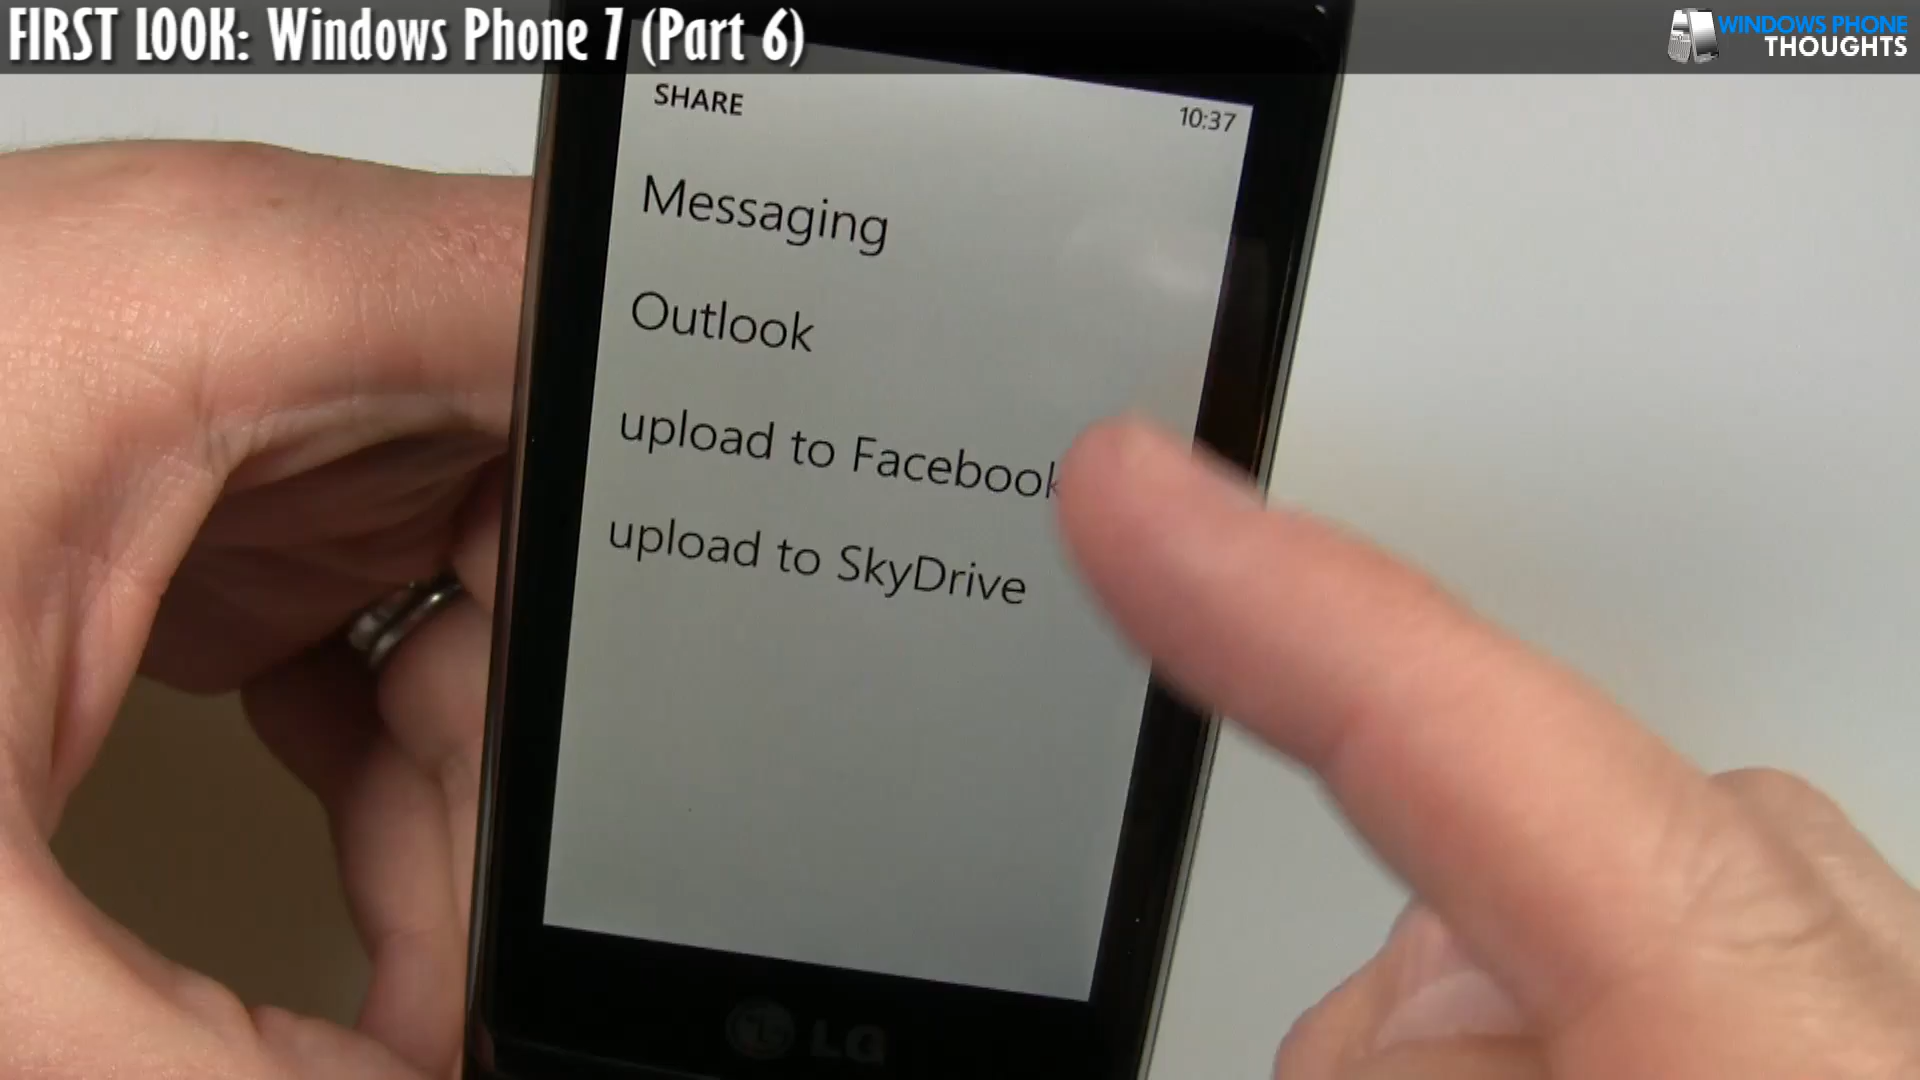 FIRST LOOK: Windows Phone 7 (Part 6)
WINDOWS PHONE
THOUGHTS
SHARE
10:37
Messaging
Outlook
upload to Facebook
upload to SkyDrive
LG